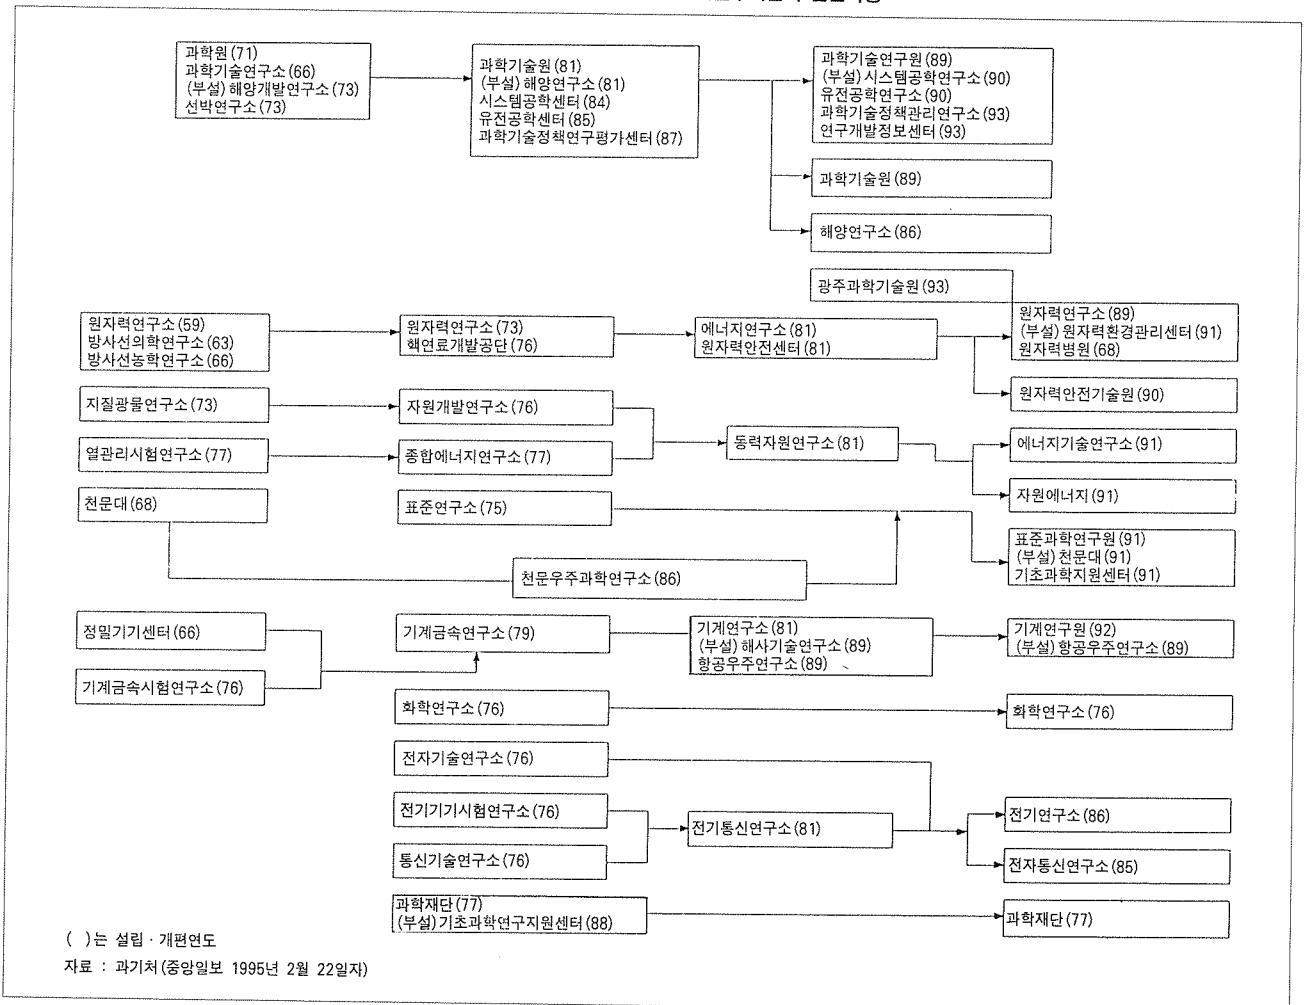 과학원(71)
과학기술연구소(66)
(부설)해양개발연구소(73)
선박연구소(73)
과학기술원(81)
(부설)해양연구소(81)
시스템공학센터(84)
유전공학센터(85)
과학기술정책연구평가센터(87)
과학기술연구원(89)
(부설)시스템공학연구소(90)
유전공학연구소(90)
과학기술정책관리연구소(93)
연구개발정보센터(93)
과학기술원(89)
해양연구소(86)
광주과학기술원(93)
원자력연구소(59)
방사선의학연구소(63)
방사선농학연구소(66)
원자력연구소(73)
핵연료개발공단(76)
에너지연구소(81)
원자력안전센터(81)
원자력연구소(89)
(부설)원자력환경관리센터(91)
원자력병원(68)
원자력안전기술원(90)
지질광물연구소(73)
자원개발연구소(76)
동력자원연구소(81)
에너지기술연구소(91)
열관리시험연구소(77)
종합에너지연구소(77)
자원에너지(91)
천문대(68)
표준연구소(75)
표준과학연구원(91)
(부설)천문대(91)
기초과학지원센터(91)
천문우주과학연구소(86)
정밀기기센터(66)
기계금속연구소(79)
기계연구소(81)
(부설)해사기술연구소(89)
항공우주연구소(89)
기계연구원(92)
(부설)항공우주연구소(89)
기계금속시험연구소(76)
화학연구소(76)
화학연구소(76)
전자기술연구소(76)
전기기기시험연구소(76)
전기통신연구소(81)
전기연구소(86)
통신기술연구소(76)
전자통신연구소(85)
과학재단(77)
(부설)기초과학연구지원센터(88)
과학재단(77)
( )는 설립·개편연도
자료 : 과기처(중앙일보 1995년 2월 22일자)